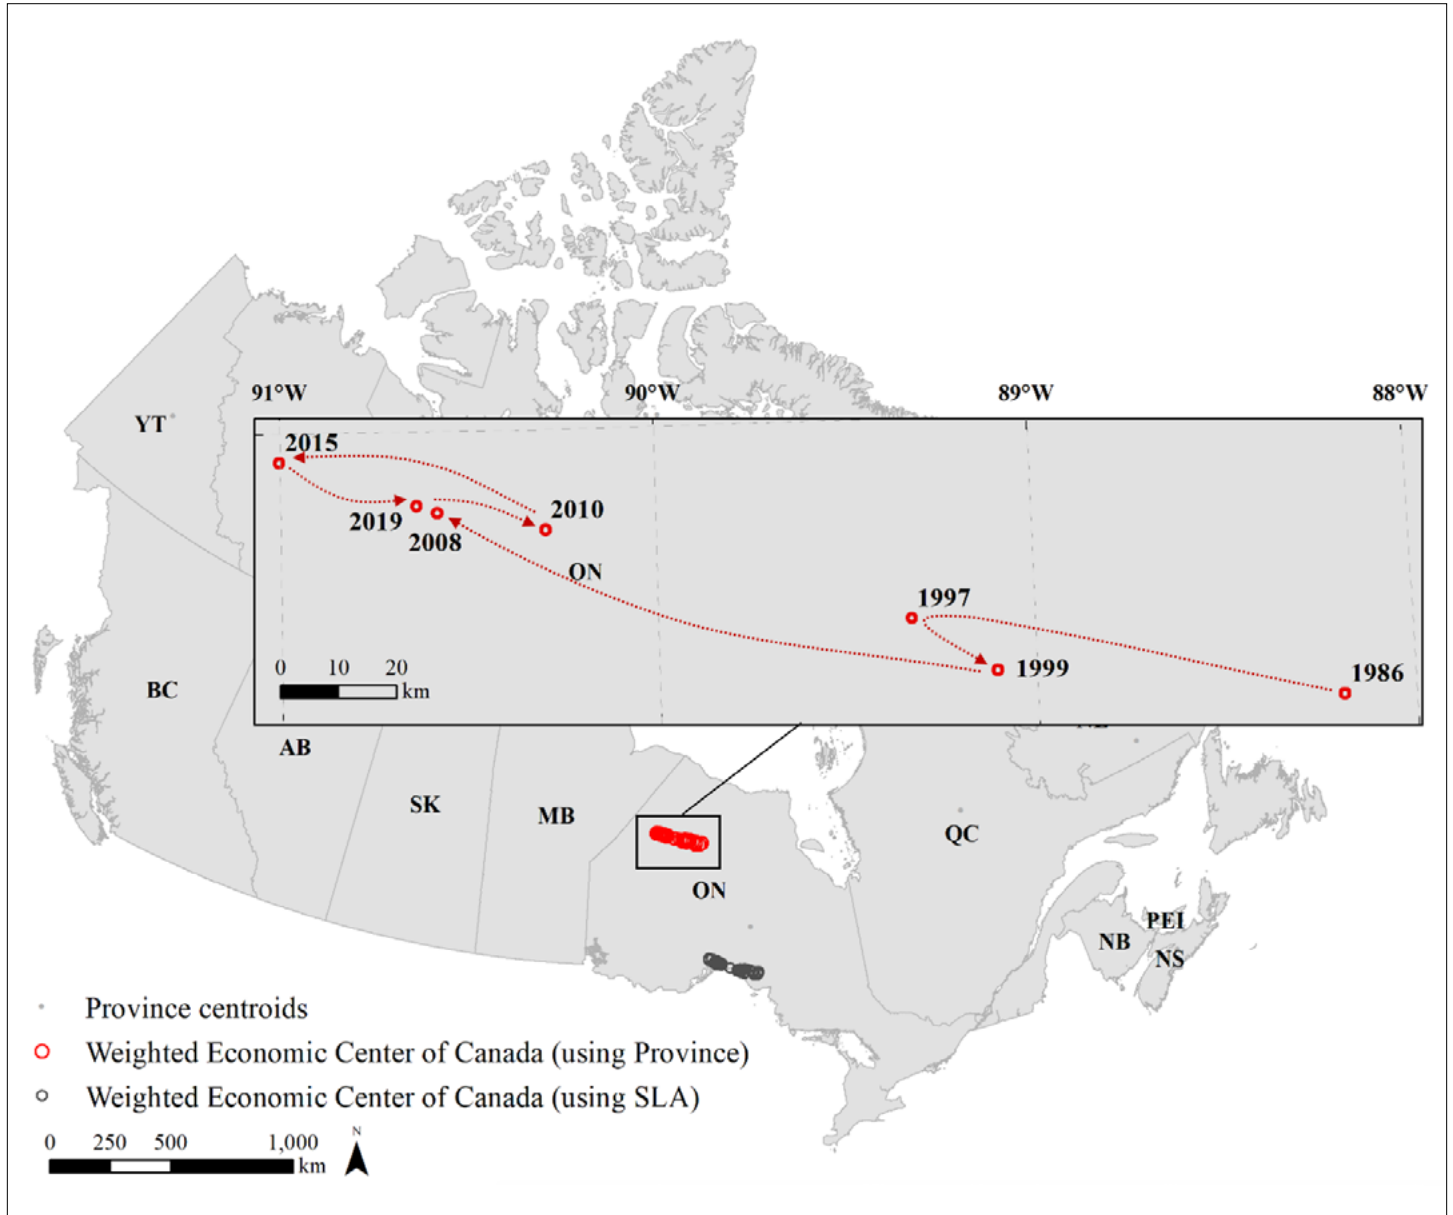 91°W 90°W 89°W 88°W
YT
2015
2019
2008
2010
ON
1997
1999
1986
0 10 20
km
BC
AB
SK
MB
QC
ON
PEI
NB
NS
Province centroids
Weighted Economic Center of Canada (using Province)
Weighted Economic Center of Canada (using SLA)
0 250 500 1,000
km
N